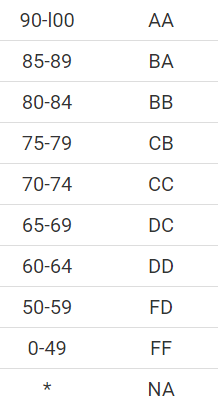 90-l00 AA
85-89 BA
80-84 BB
75-79 CB
70-74 CC
65-69 DC
60-64 DD
50-59 FD
0-49 FF
* NA